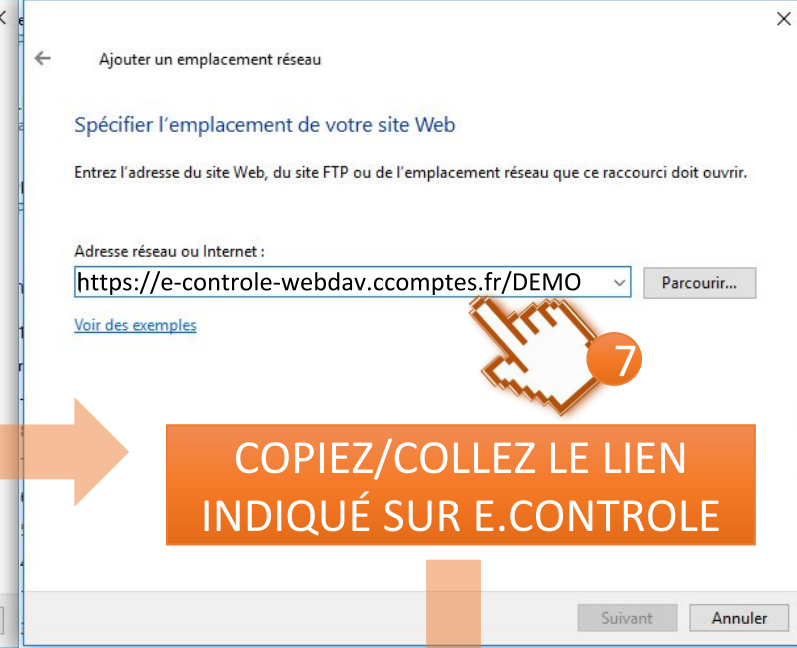 Ajouter un emplacement réseau
Spécifier l'emplacement de votre site Web
Entrez l'adresse du site Web, du site FTP ou de l'emplacement réseau que ce raccourci doit ouvrir.
Adresse réseau ou Internet :
https://e-controle-webdav.ccomptes.fr/DEMO
Parcourir...
Voir des exemples
7
COPIEZ/COLLEZ LE LIEN
INDIQUÉ SUR E.CONTROLE
Suivant
Annuler